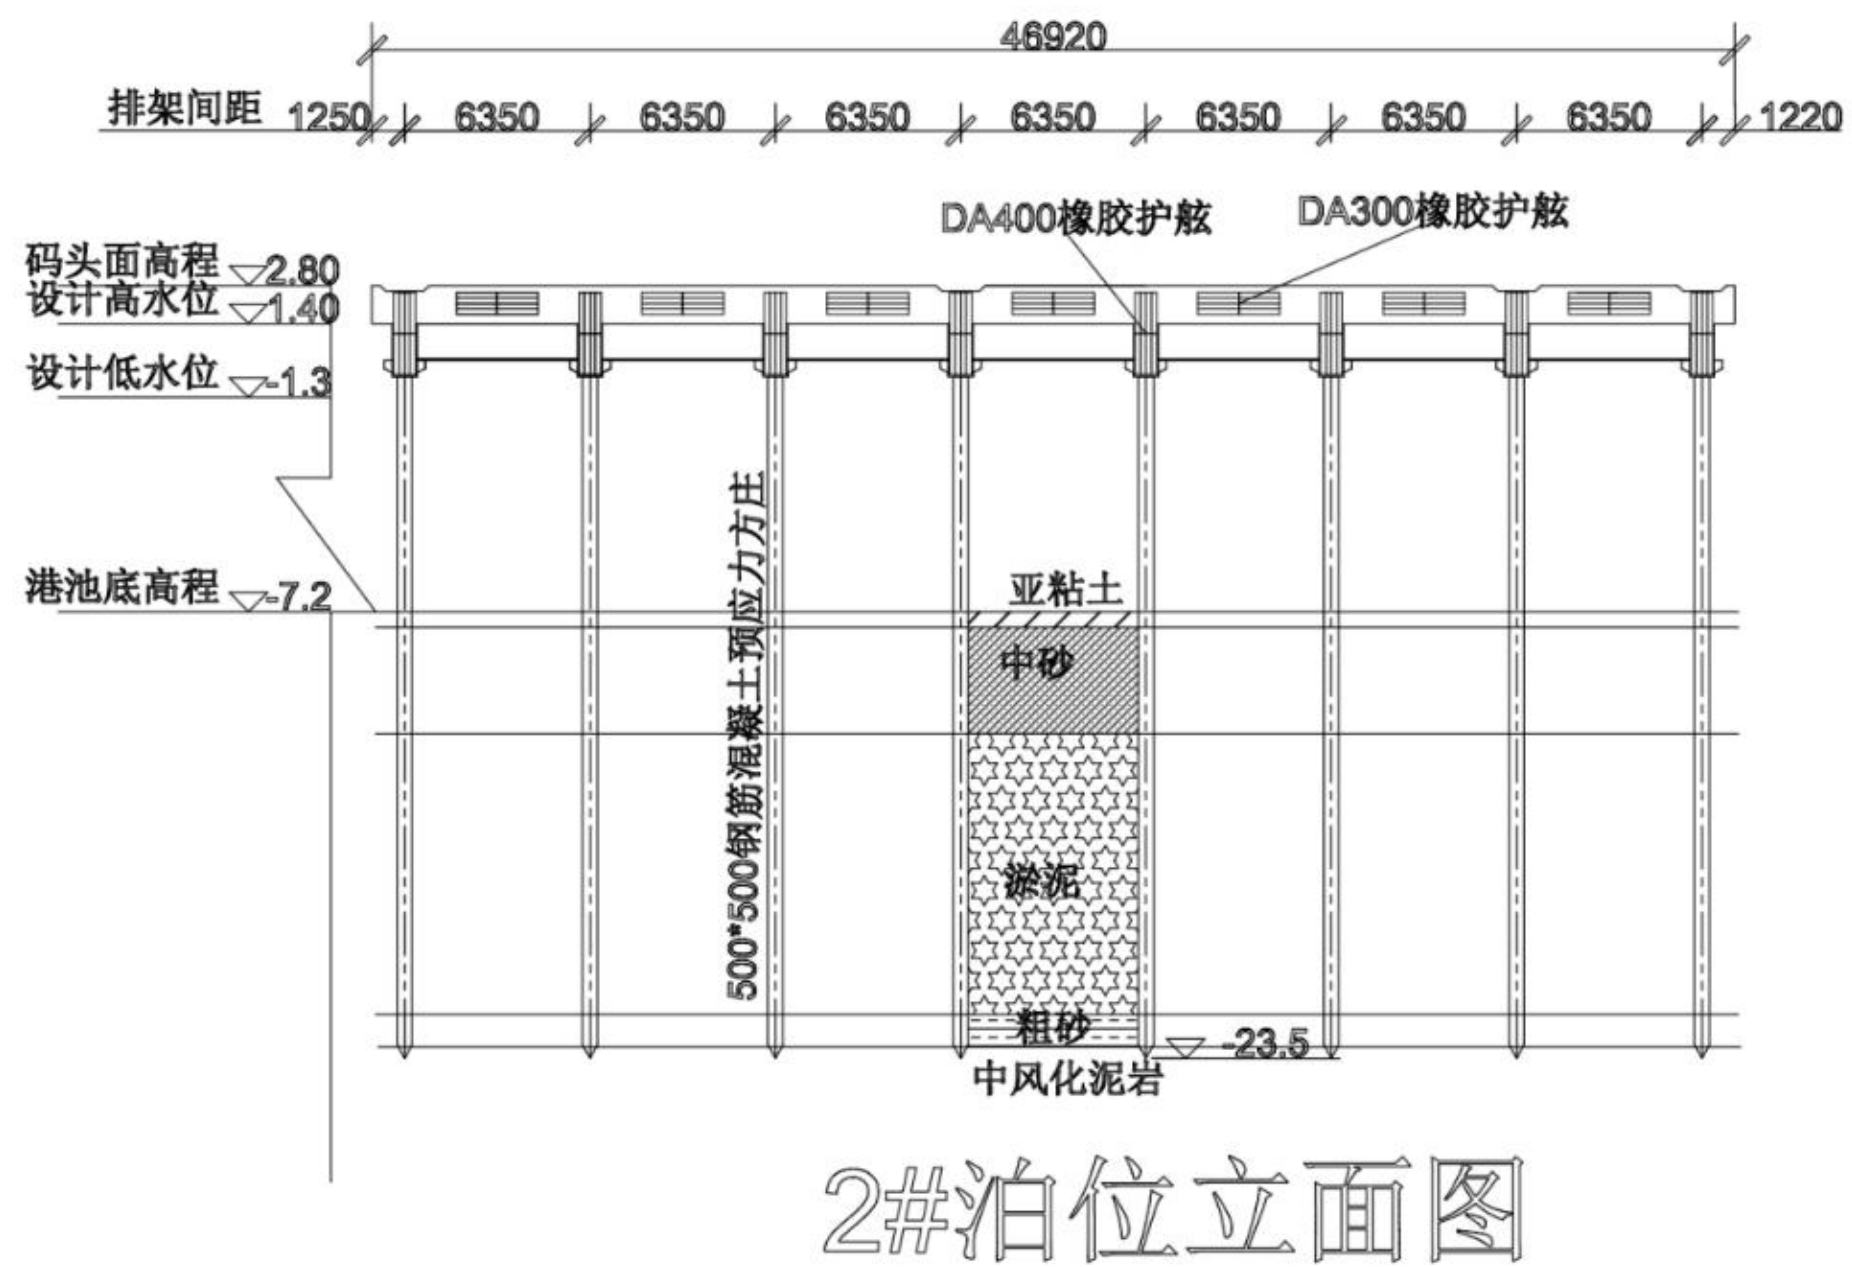 46920
排架间距 1250 6350 6350 6350 6350 6350 6350 6350 1220
DA400橡胶护舷 DA300橡胶护舷
码头面高程 2.80
设计高水位 1.40
设计低水位 -1.3
500*500钢筋混凝土预应力方庄
港池底高程 -7.2
亚粘土
中砂
淤泥
粗砂
-23.5
中风化泥岩
2#泊位立面图